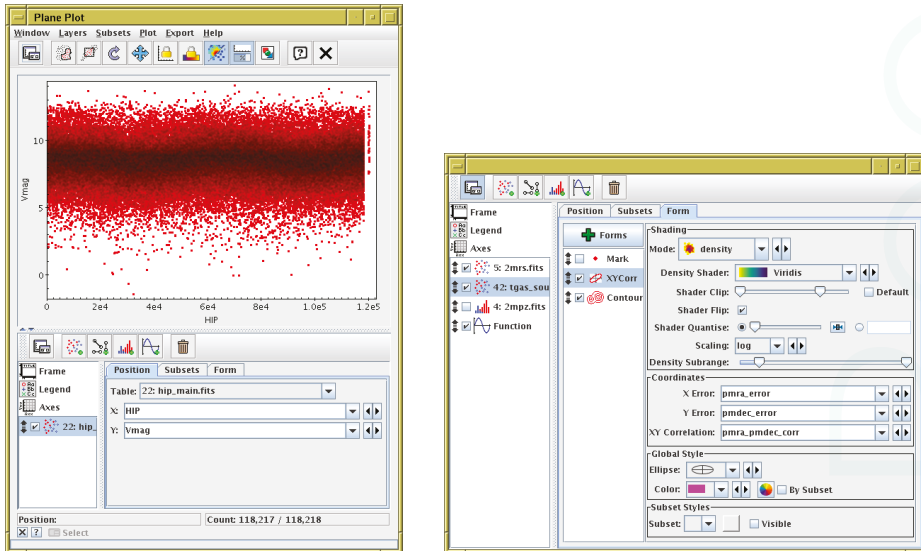 Plane Plot
Window Layers Subsets Plot Export Help
10
5
0
Vmag
0 2e4 4e4 6e4 8e4 1.0e5 1.2e5
HIP
Frame
Legend
Axes
22: hip_
Position Subsets Form
Table: 22: hip_main.fits
X: HIP
Y: Vmag
Position:
Count: 118,217 / 118,218
Select
Frame
Legend
Axes
5: 2mrs.fits
42: tgas_sou
4: 2mpz.fits
Function
Position Subsets Form
Forms
Mark
XYCorr
Contour
Shading
Mode: density
Density Shader: Viridis
Shader Clip: Default
Shader Flip:
Shader Quantise:
Scaling: log
Density Subrange:
Coordinates
X Error: pmra_error
Y Error: pmdec_error
XY Correlation: pmra_pmdec_corr
Global Style
Ellipse:
Color: By Subset
Subset Styles
Subset: Visible